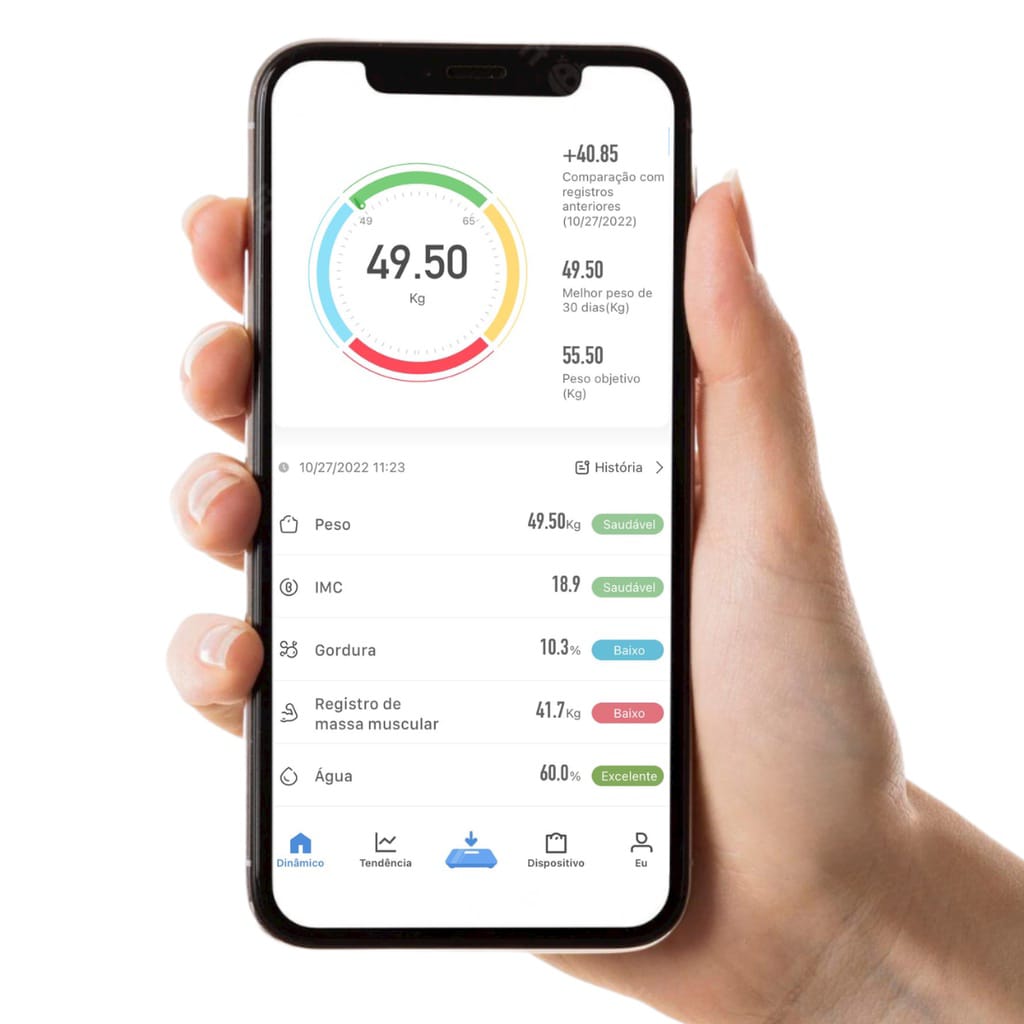 +40.85
Comparação com
registros
anteriores
(10/27/2022)
49
65
49.50
Kg
49.50
Melhor peso de
30 dias(Kg)
55.50
Peso objetivo
(Kg)
10/27/2022 11:23
História
Peso
49.50Kg
Saudável
IMC
18.9
Saudável
Gordura
10.3%
Baixo
Registro de
massa muscular
41.7Kg
Baixo
Água
60.0%
Excelente
Dinâmico
Tendência
Dispositivo
Eu